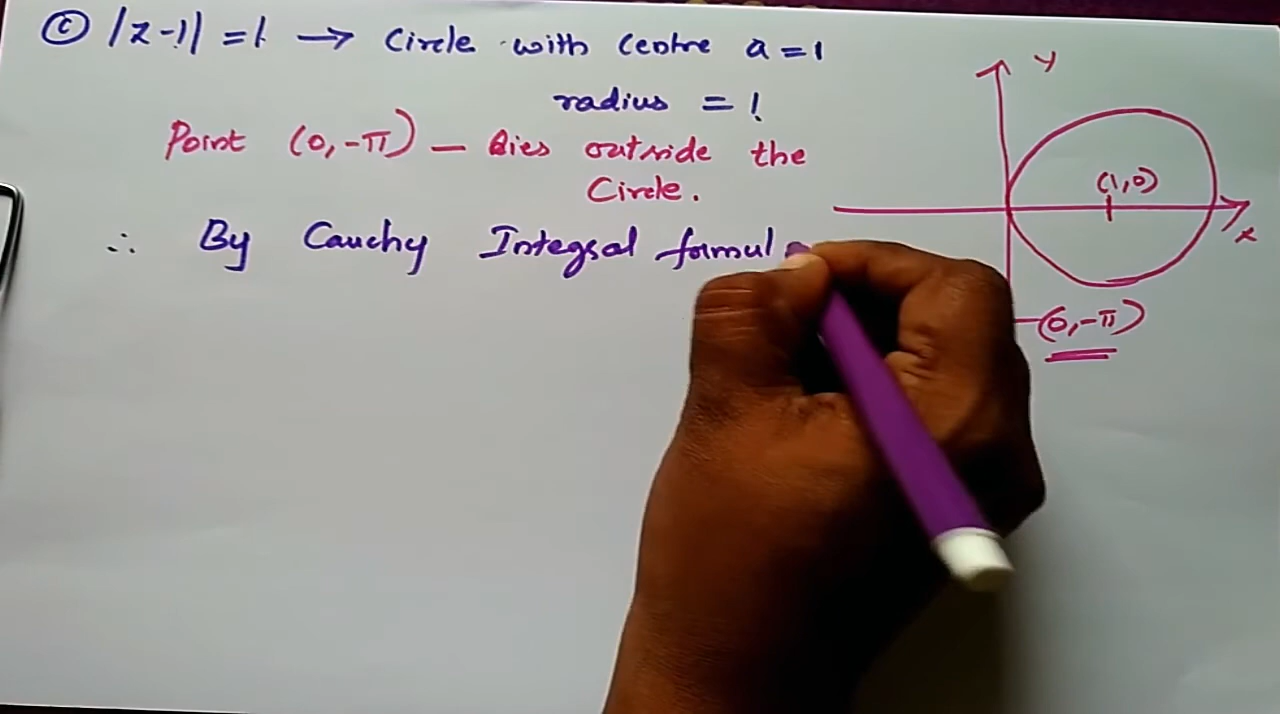 © |z-1| = 1 → Circle with Centre a = 1
radius = 1
Point (0, -π) – lies outside the
Circle.
∴ By Cauchy Integral formul
y
(1,0)
x
(0,-π)